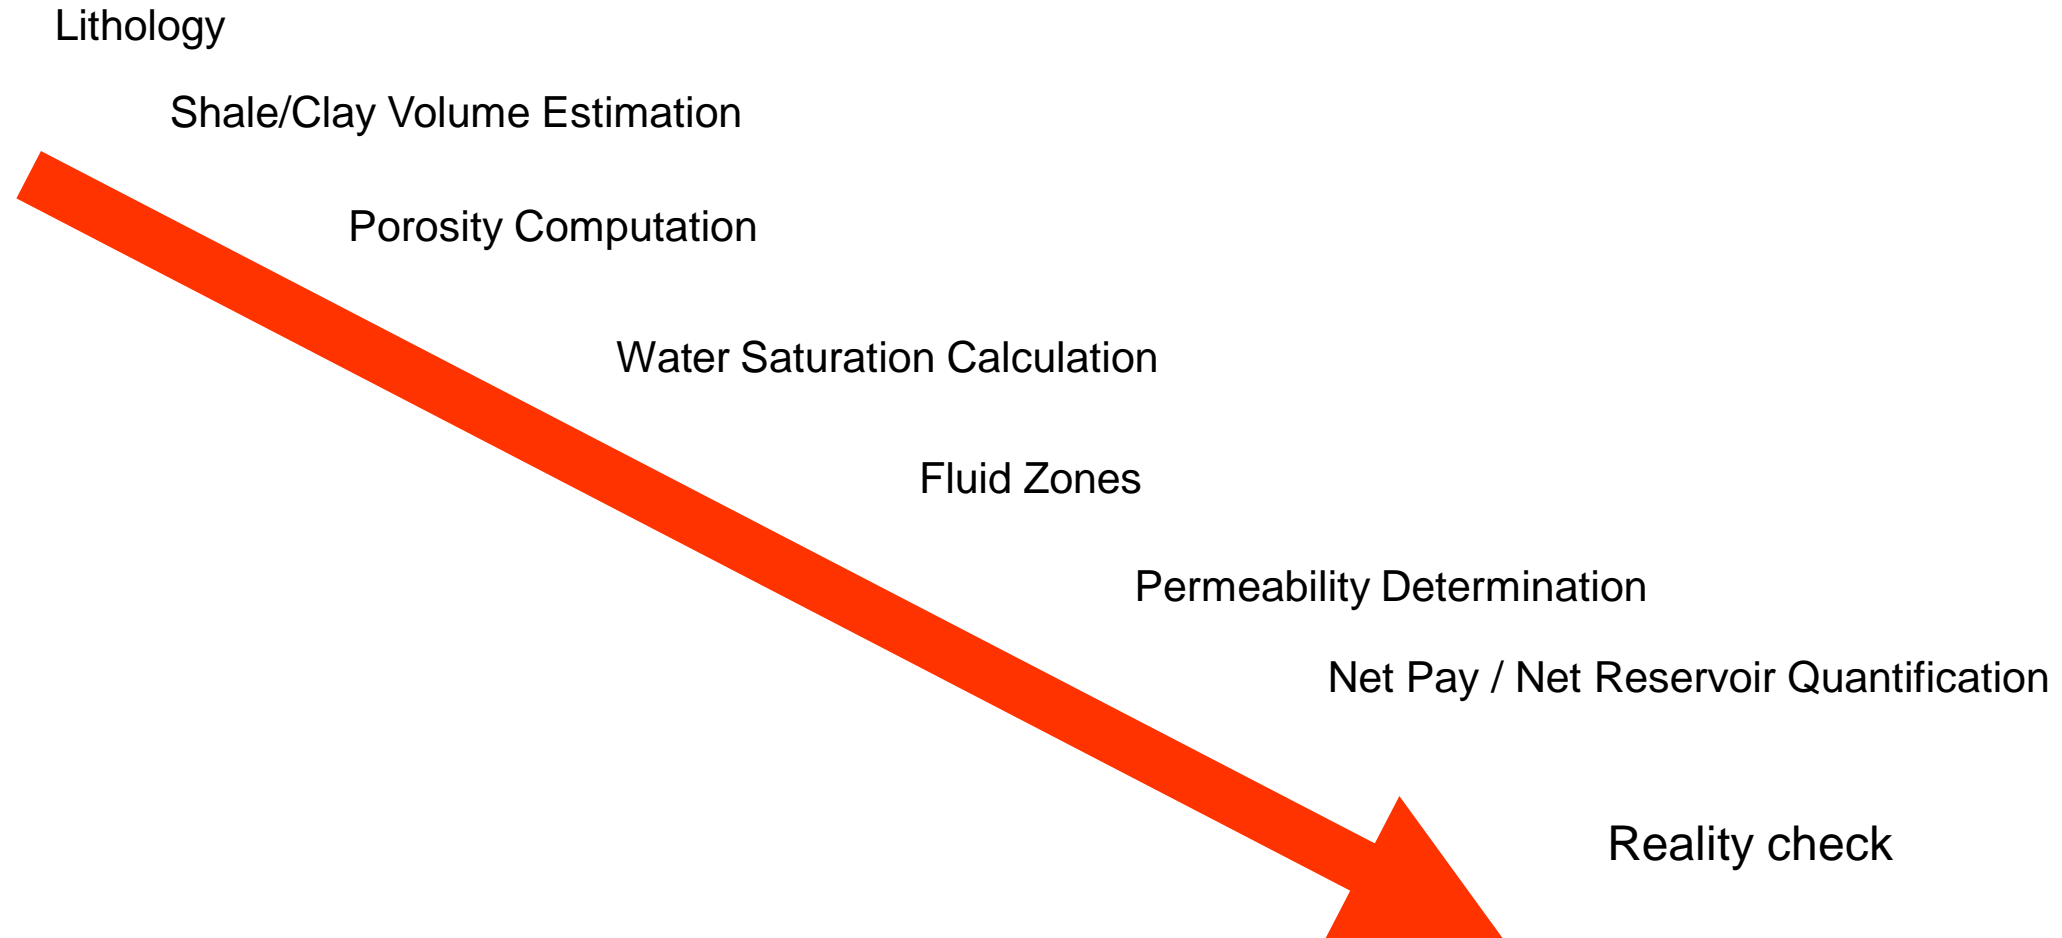 Lithology
Shale/Clay Volume Estimation
Porosity Computation
Water Saturation Calculation
Fluid Zones
Permeability Determination
Net Pay / Net Reservoir Quantification
Reality check